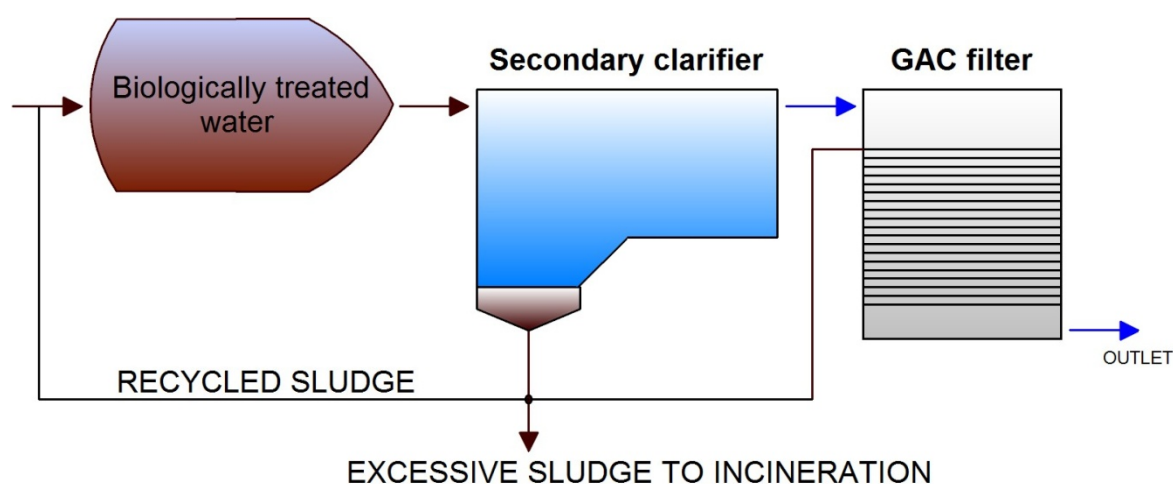 Biologically treated
water
Secondary clarifier
GAC filter
OUTLET
RECYCLED SLUDGE
EXCESSIVE SLUDGE TO INCINERATION